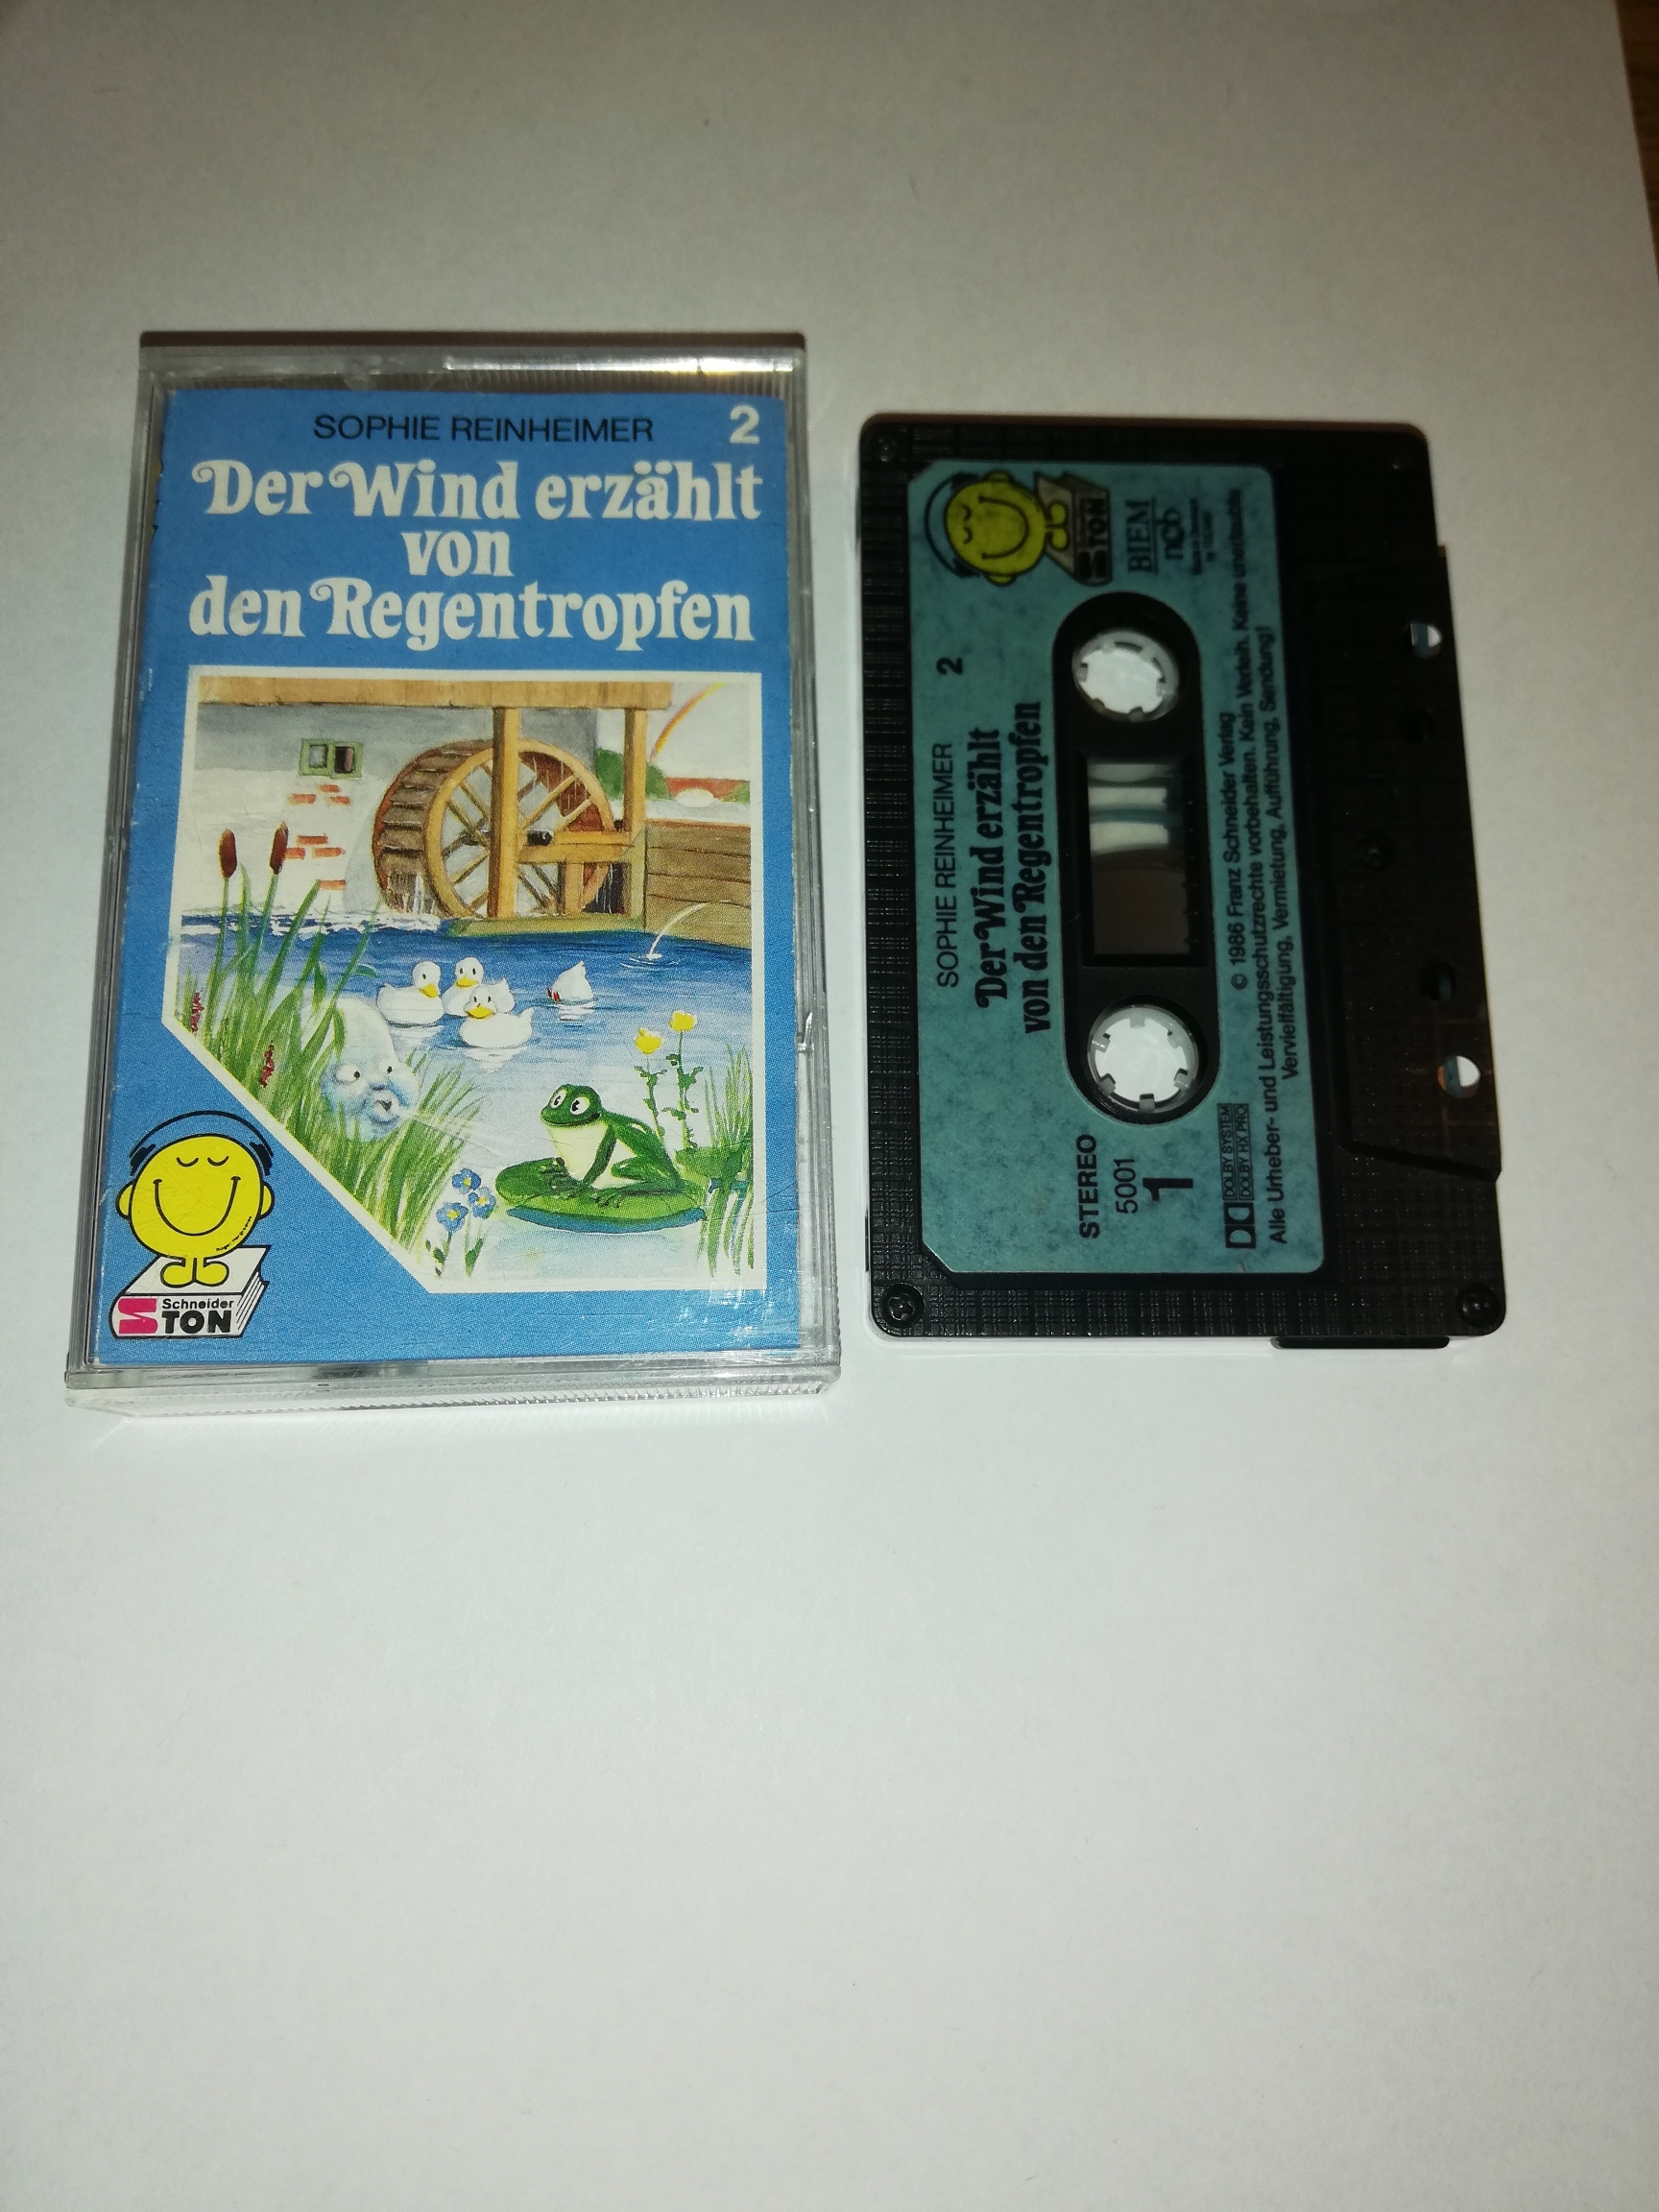 SOPHIE REINHEIMER 2
Der Wind erzählt
von
den Regentropfen
Schneider
TON
SOPHIE REINHEIMER 2
Der Wind erzählt
von den Regentropfen
TON
BIEM
ncb
STEREO
5001
1
DOLBY SYSTEM
DOLBY HX PRO
© 1986 Franz Schneider Verlag
Alle Urheber- und Leistungsschutzrechte vorbehalten. Kein Verleih. Keine unerlaubte
Vervielfältigung, Vermietung, Aufführung, Sendung!